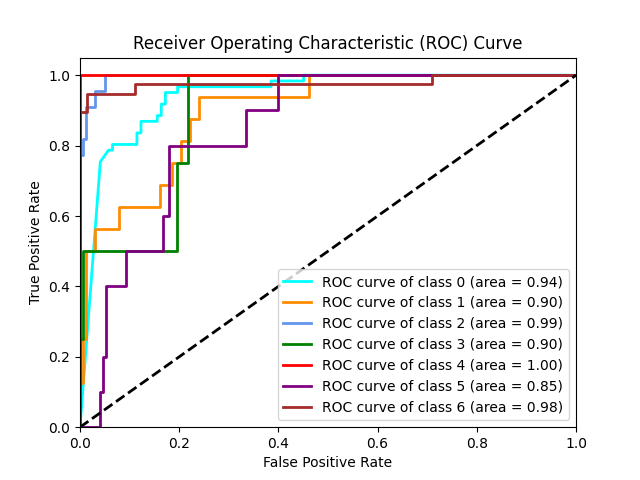 Receiver Operating Characteristic (ROC) Curve
1.0
0.8
0.6
0.4
0.2
0.0
True Positive Rate
ROC curve of class 0 (area = 0.94)
ROC curve of class 1 (area = 0.90)
ROC curve of class 2 (area = 0.99)
ROC curve of class 3 (area = 0.90)
ROC curve of class 4 (area = 1.00)
ROC curve of class 5 (area = 0.85)
ROC curve of class 6 (area = 0.98)
0.0 0.2 0.4 0.6 0.8 1.0
False Positive Rate